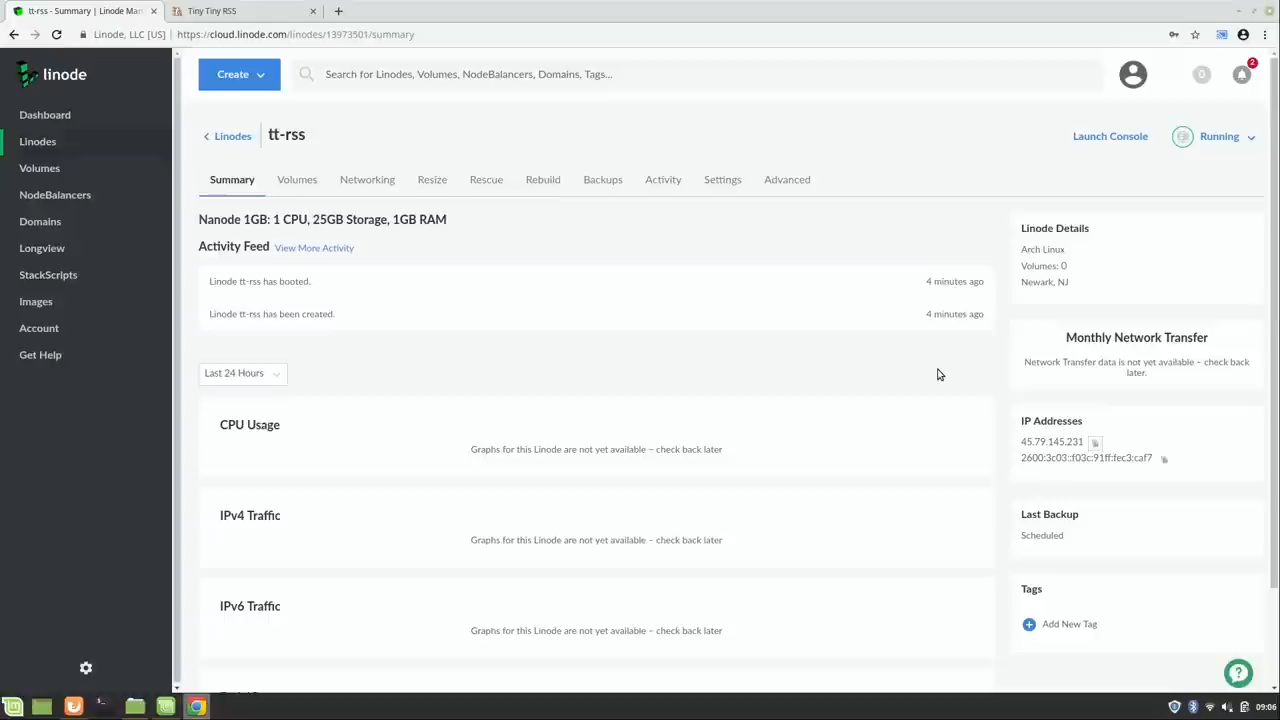 tt-rss - Summary | Linode Man
Tiny Tiny RSS
Linode, LLC [US] | https://cloud.linode.com/linodes/13973501/summary
linode
Create
Search for Linodes, Volumes, NodeBalancers, Domains, Tags...
0
2
Dashboard
Linodes
Volumes
NodeBalancers
Domains
Longview
StackScripts
Images
Account
Get Help
Linodes
tt-rss
Launch Console
Running
Summary
Volumes
Networking
Resize
Rescue
Rebuild
Backups
Activity
Settings
Advanced
Nanode 1GB: 1 CPU, 25GB Storage, 1GB RAM
Activity Feed View More Activity
Linode tt-rss has booted. 4 minutes ago
Linode tt-rss has been created. 4 minutes ago
Last 24 Hours
CPU Usage
Graphs for this Linode are not yet available – check back later
IPv4 Traffic
Graphs for this Linode are not yet available – check back later
IPv6 Traffic
Graphs for this Linode are not yet available – check back later
Linode Details
Arch Linux
Volumes: 0
Newark, NJ
Monthly Network Transfer
Network Transfer data is not yet available – check back
later.
IP Addresses
45.79.145.231
2600:3c03::f03c:91ff:fec3:caf7
Last Backup
Scheduled
Tags
Add New Tag
?
09:06